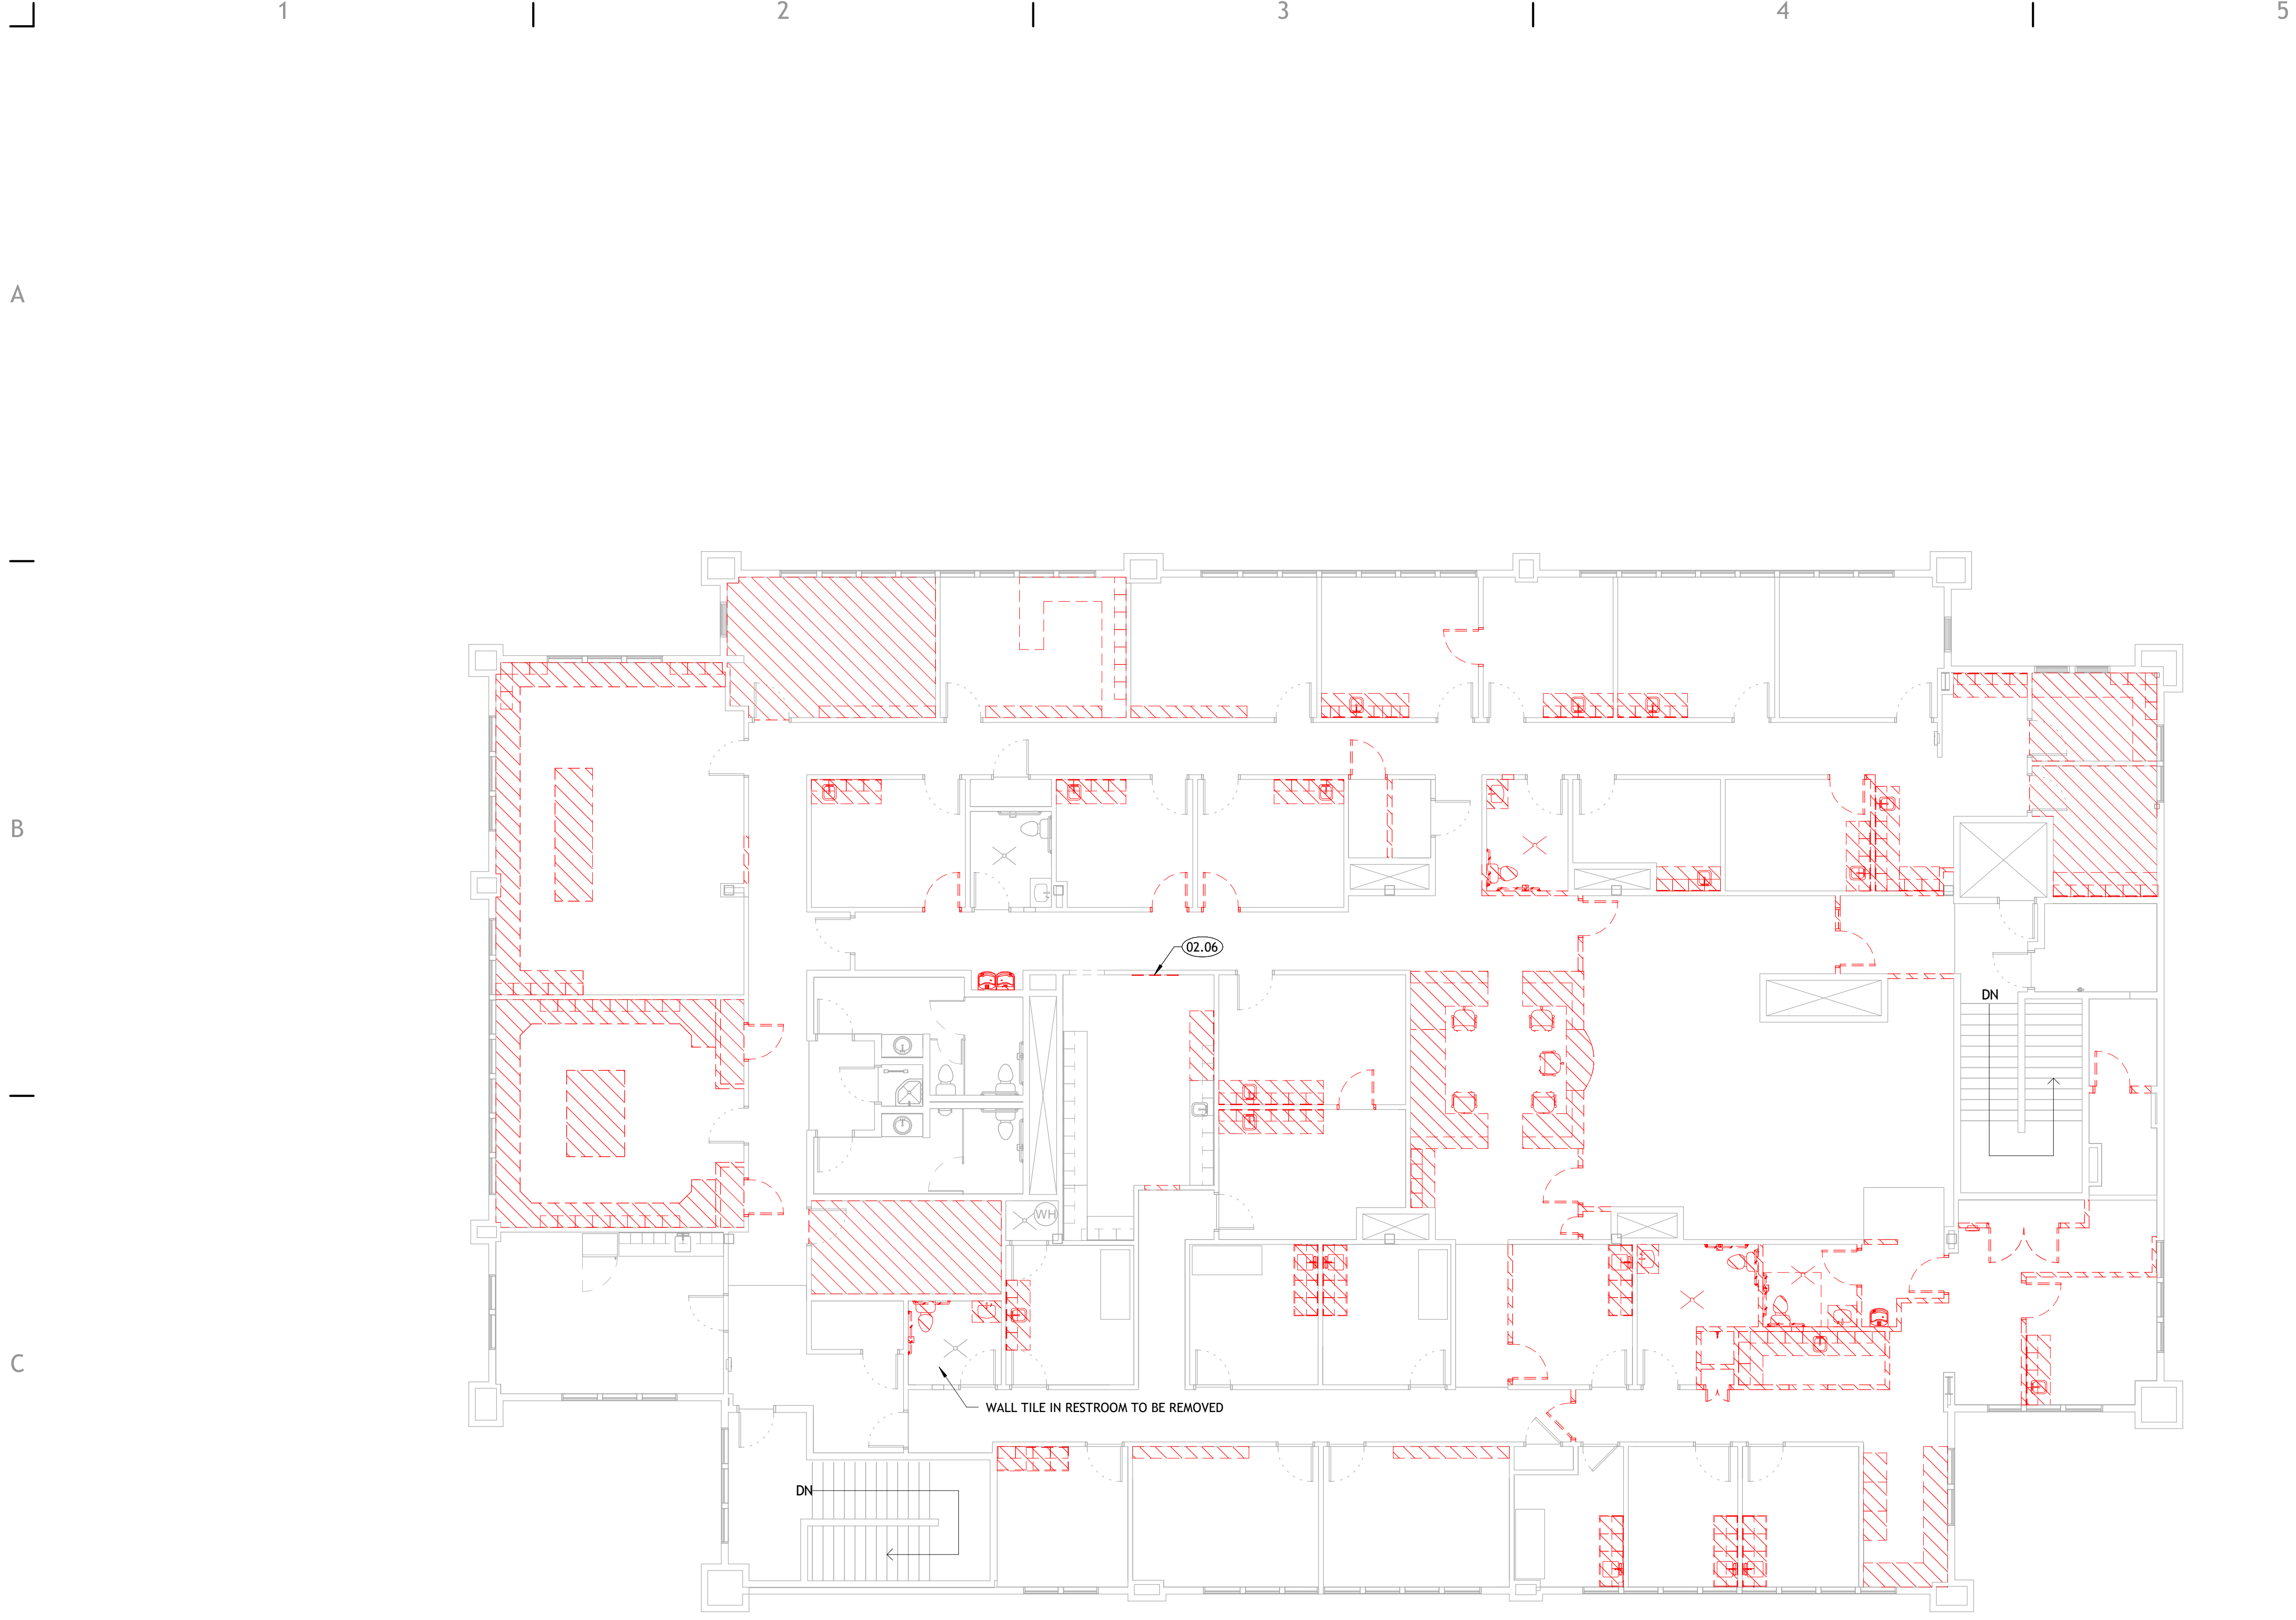 1 2 3 4 5
A
B
02.06
DN
WH
C
WALL TILE IN RESTROOM TO BE REMOVED
DN